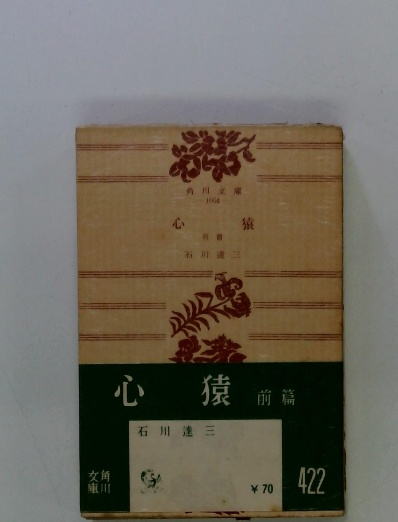 角川文庫
1064
心 猿
前篇
石川達三
心 猿 前篇
石川達三
角川文庫
¥70
422